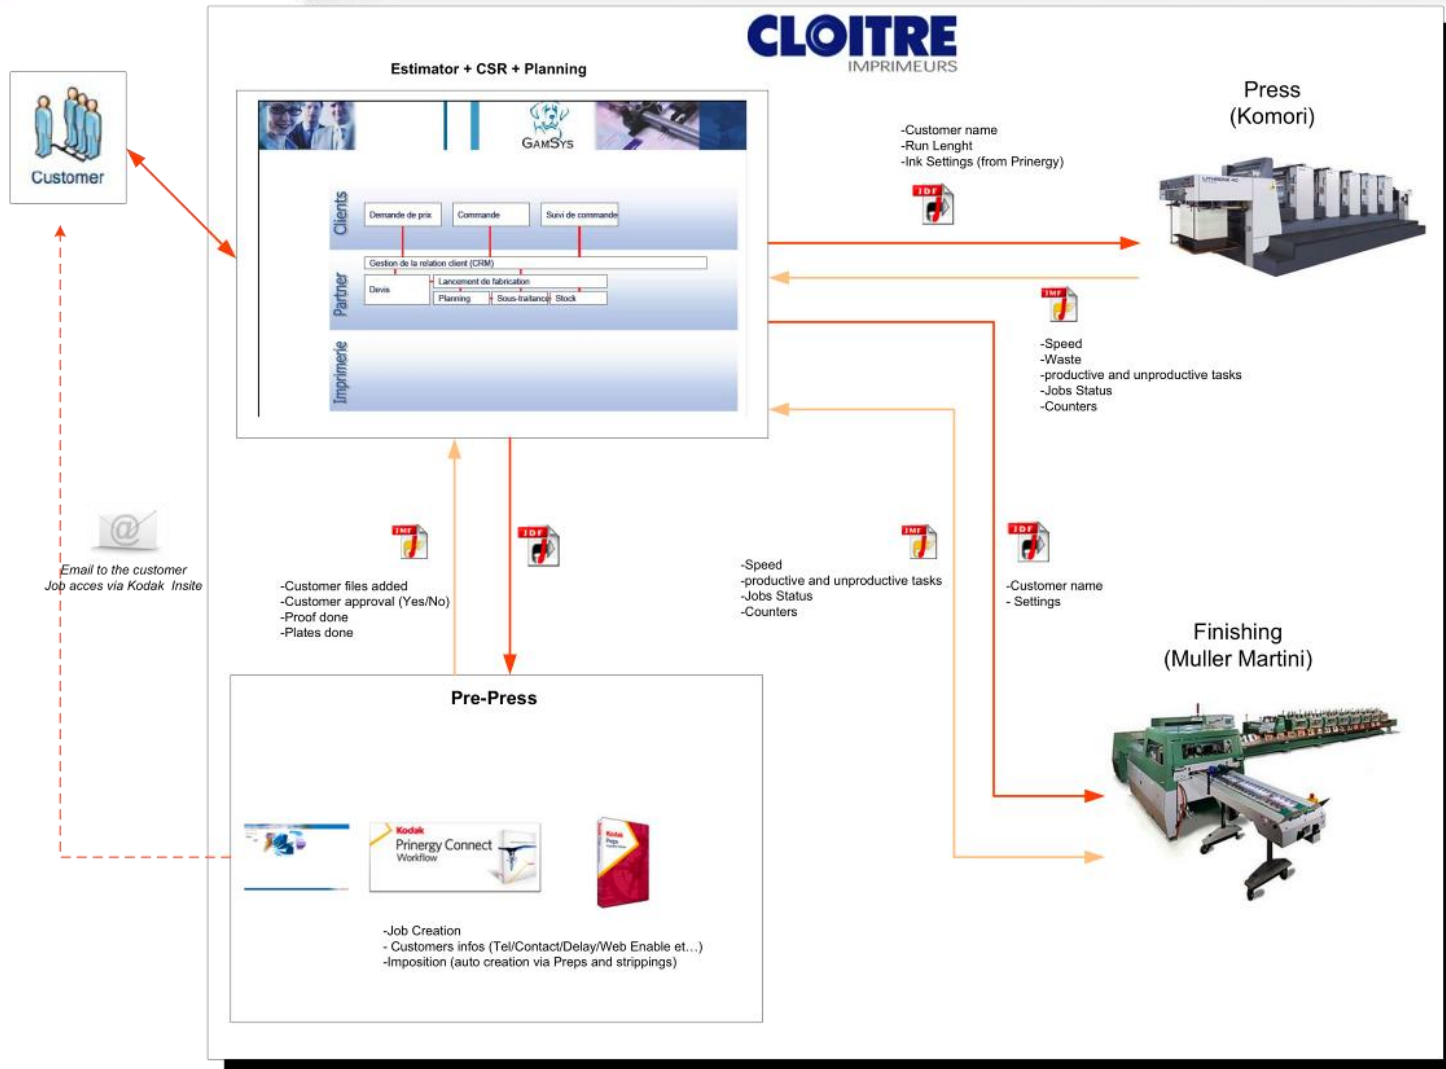 CLOITRE
IMPRIMEURS
Estimator + CSR + Planning
Customer
GAMSYS
Clients
Demande de prix
Commande
Suivi de commande
Partner
Gestion de la relation client (CRM)
Devis
Lancement de fabrication
Planning
Sous-traitance
Stock
Imprimerie
-Customer name
-Run Lenght
-Ink Settings (from Prinergy)
JDF
Press
(Komori)
JMF
-Speed
-Waste
-productive and unproductive tasks
-Jobs Status
-Counters
@
Email to the customer
Job acces via Kodak Insite
JMF
-Customer files added
-Customer approval (Yes/No)
-Proof done
-Plates done
JDF
JMF
-Speed
-productive and unproductive tasks
-Jobs Status
-Counters
JDF
-Customer name
- Settings
Finishing
(Muller Martini)
Pre-Press
Kodak
Prinergy Connect
Workflow
Kodak
Preps
-Job Creation
- Customers infos (Tel/Contact/Delay/Web Enable et...)
-Imposition (auto creation via Preps and strippings)